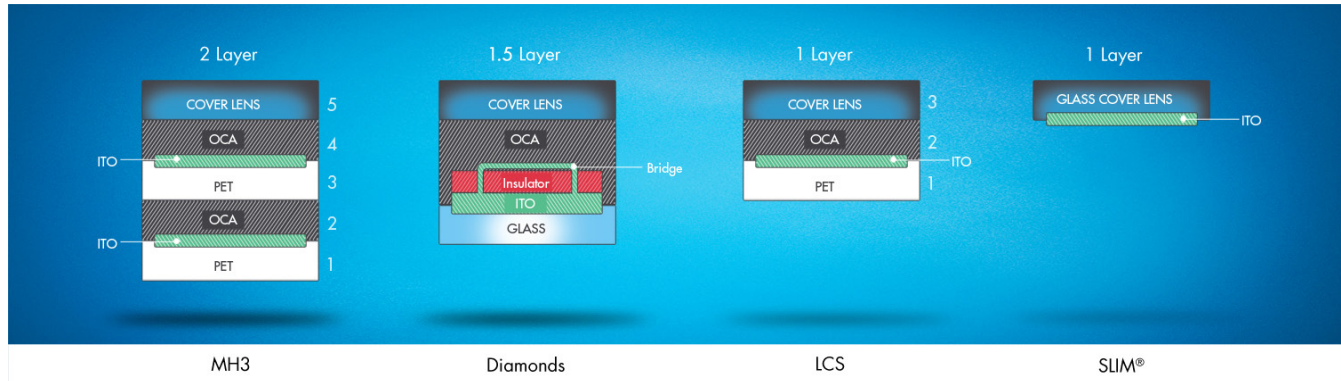 2 Layer
COVER LENS
5
OCA
4
ITO
PET
3
OCA
2
ITO
PET
1
MH3
1.5 Layer
COVER LENS
OCA
Bridge
Insulator
ITO
GLASS
Diamonds
1 Layer
COVER LENS
3
OCA
2
ITO
PET
1
LCS
1 Layer
GLASS COVER LENS
ITO
SLIM®